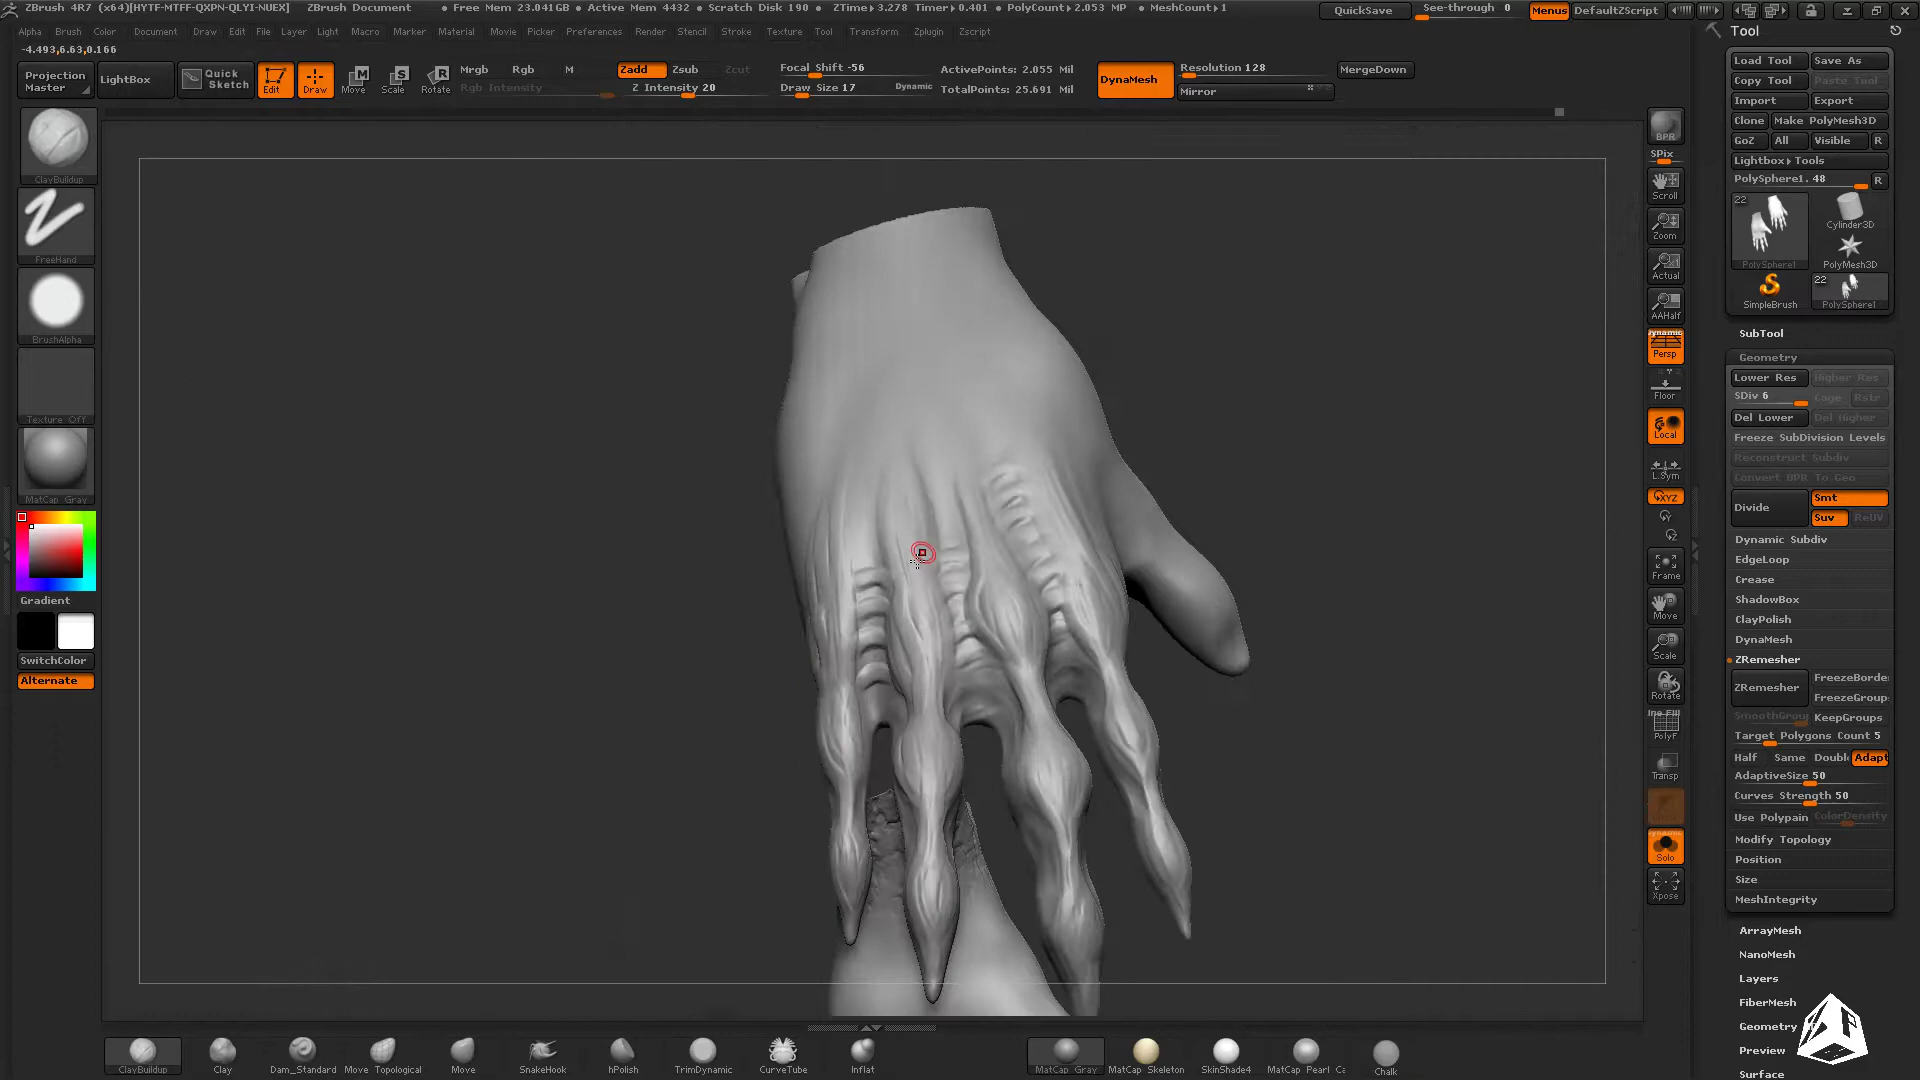 ZBrush 4R7 (x64)[HYTF-MTFF-QXPN-QLYI-NUEX] ZBrush Document • Free Mem 23.041GB • Active Mem 4432 • Scratch Disk 190 • ZTime▸3.278 Timer▸0.401 • PolyCount▸2.053 MP • MeshCount▸1 QuickSave See-through 0 Menus DefaultZScript
Alpha Brush Color Document Draw Edit File Layer Light Macro Marker Material Movie Picker Preferences Render Stencil Stroke Texture Tool Transform Zplugin Zscript
-4.493,6.63,0.166
Projection Master
LightBox
Quick Sketch
Edit
Draw
Move
Scale
Rotate
Mrgb Rgb M
Rgb Intensity
Zadd Zsub Zcut
Z Intensity 20
Focal Shift -56
Draw Size 17 Dynamic
ActivePoints: 2.055 Mil
TotalPoints: 25.691 Mil
DynaMesh
Resolution 128
Mirror
MergeDown
ClayBuildup
FreeHand
BrushAlpha
Texture Off
MatCap Gray
Gradient
SwitchColor
Alternate
BPR
SPix
Scroll
Zoom
Actual
AAHalf
Dynamic
Persp
Floor
Local
L.Sym
XYZ
Frame
Move
Scale
Rotate
PolyF
Transp
Dynamic
Solo
Xpose
Tool
Load Tool Save As
Copy Tool Paste Tool
Import Export
Clone Make PolyMesh3D
GoZ All Visible R
Lightbox▸Tools
PolySphere1. 48 R
22
PolySphere1
Cylinder3D
PolyMesh3D
SimpleBrush
22
PolySphere1
SubTool
Geometry
Lower Res Higher Res
SDiv 6 Cage Rstr
Del Lower Del Higher
Freeze SubDivision Levels
Reconstruct Subdiv
Convert BPR To Geo
Divide Smt
Suv ReUV
Dynamic Subdiv
EdgeLoop
Crease
ShadowBox
ClayPolish
DynaMesh
ZRemesher
ZRemesher FreezeBorde
FreezeGroup
SmoothGrou KeepGroups
Target Polygons Count 5
Half Same Doubl Adapt
AdaptiveSize 50
Curves Strength 50
Use Polypain ColorDensity
Modify Topology
Position
Size
MeshIntegrity
ArrayMesh
NanoMesh
Layers
FiberMesh
Geometry
Preview
Surface
ClayBuildup Clay Dam_Standard Move Topological Move SnakeHook hPolish TrimDynamic CurveTube Inflat MatCap Gray MatCap Skeleton SkinShade4 MatCap Pearl Ca Chalk